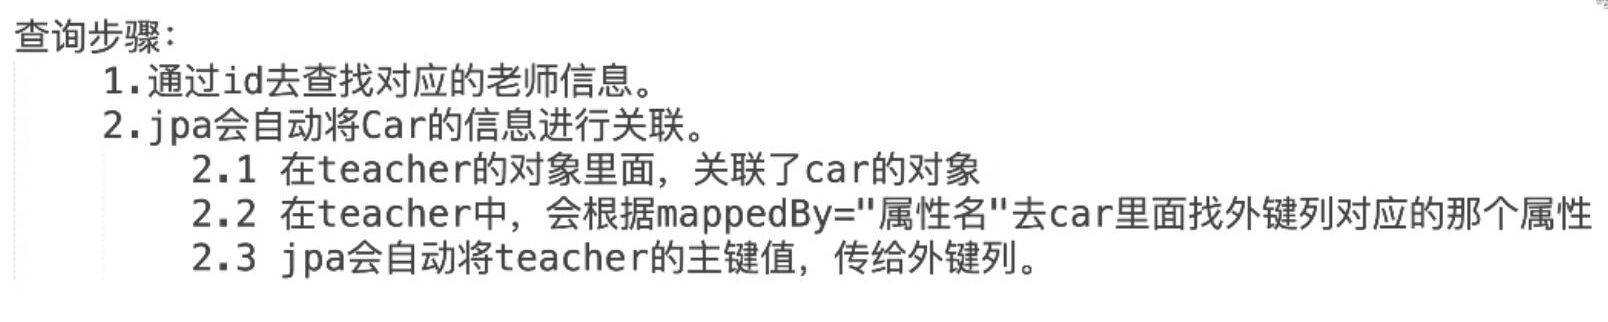 查询步骤：
1.通过id去查找对应的老师信息。
2.jpa会自动将Car的信息进行关联。
2.1 在teacher的对象里面，关联了car的对象
2.2 在teacher中，会根据mappedBy="属性名"去car里面找外键列对应的那个属性
2.3 jpa会自动将teacher的主键值，传给外键列。